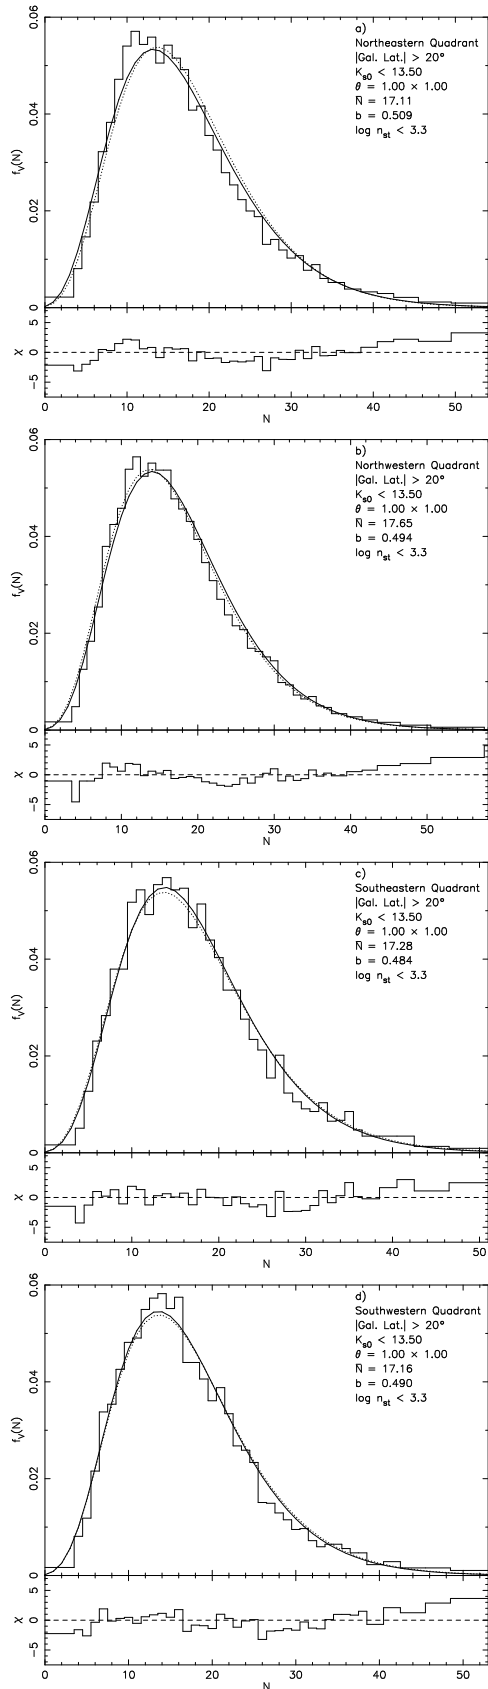 a)
Northeastern Quadrant
|Gal. Lat.| > 20°
K_s0 < 13.50
θ = 1.00 × 1.00
N̄ = 17.11
b = 0.509
log n_st < 3.3
0.06
0.04
0.02
0
f_V(N)
5
0
−5
χ
0 10 20 30 40 50
N
b)
Northwestern Quadrant
|Gal. Lat.| > 20°
K_s0 < 13.50
θ = 1.00 × 1.00
N̄ = 17.65
b = 0.494
log n_st < 3.3
0.06
0.04
0.02
0
f_V(N)
5
0
−5
χ
0 10 20 30 40 50
N
c)
Southeastern Quadrant
|Gal. Lat.| > 20°
K_s0 < 13.50
θ = 1.00 × 1.00
N̄ = 17.28
b = 0.484
log n_st < 3.3
0.06
0.04
0.02
0
f_V(N)
5
0
−5
χ
0 10 20 30 40 50
N
d)
Southwestern Quadrant
|Gal. Lat.| > 20°
K_s0 < 13.50
θ = 1.00 × 1.00
N̄ = 17.16
b = 0.490
log n_st < 3.3
0.06
0.04
0.02
0
f_V(N)
5
0
−5
χ
0 10 20 30 40 50
N